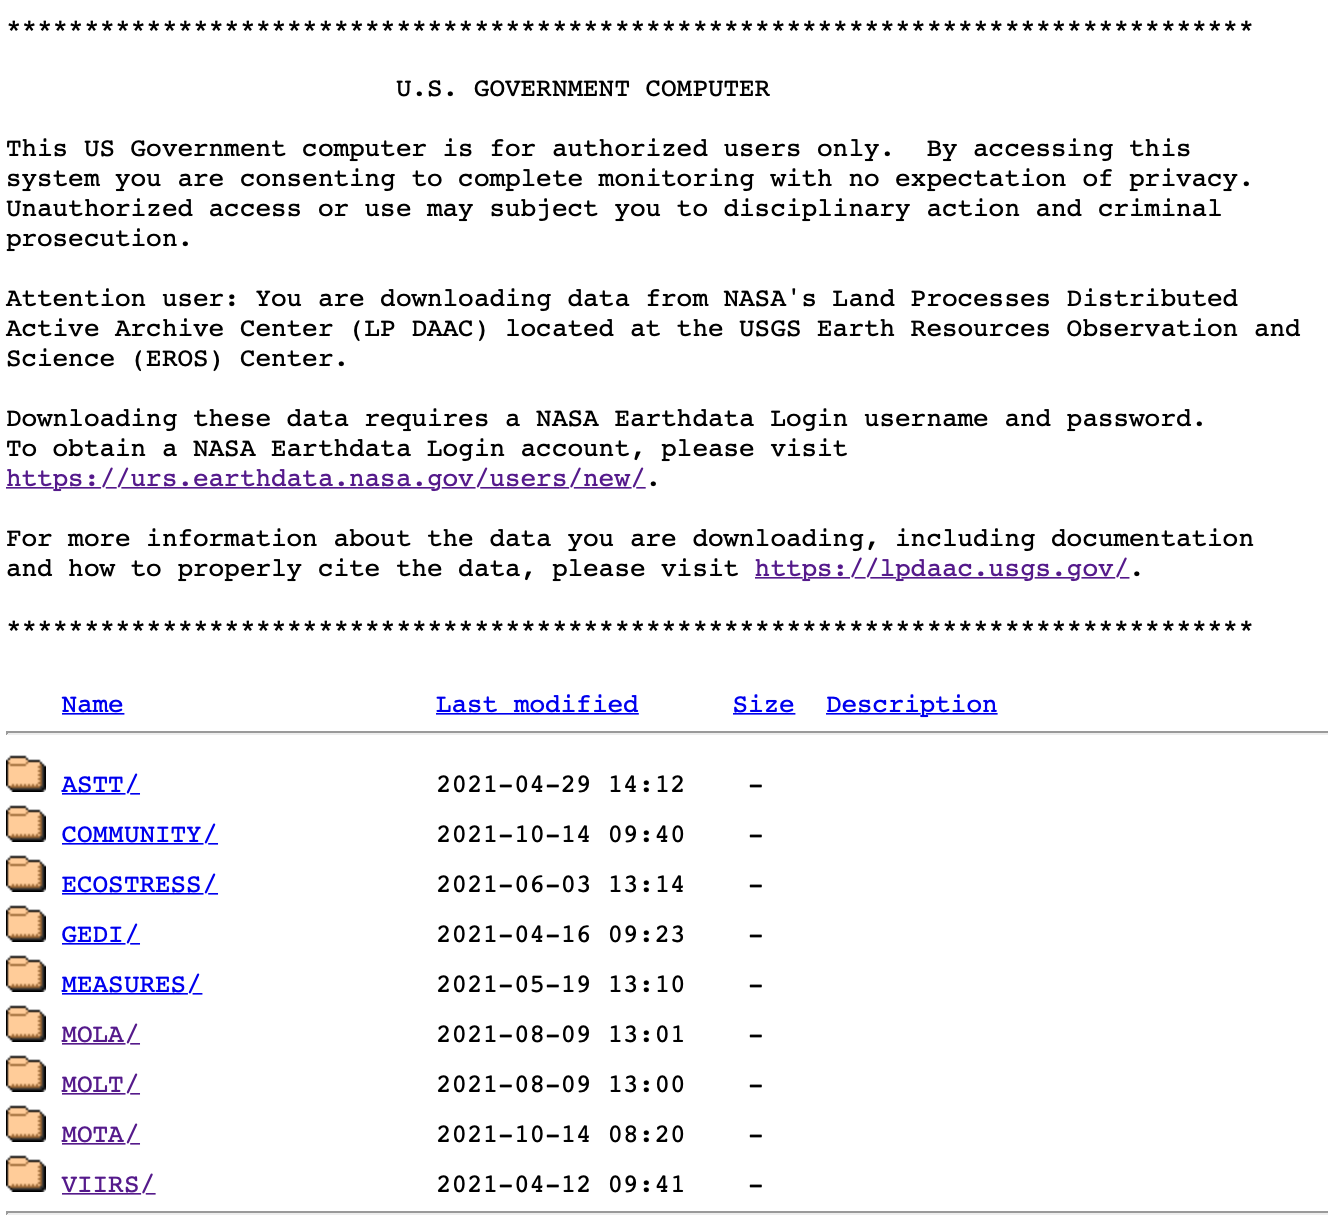 ********************************************************************************
U.S. GOVERNMENT COMPUTER
This US Government computer is for authorized users only.  By accessing this
system you are consenting to complete monitoring with no expectation of privacy.
Unauthorized access or use may subject you to disciplinary action and criminal
prosecution.
Attention user: You are downloading data from NASA's Land Processes Distributed
Active Archive Center (LP DAAC) located at the USGS Earth Resources Observation and
Science (EROS) Center.
Downloading these data requires a NASA Earthdata Login username and password.
To obtain a NASA Earthdata Login account, please visit
https://urs.earthdata.nasa.gov/users/new/.
For more information about the data you are downloading, including documentation
and how to properly cite the data, please visit https://lpdaac.usgs.gov/.
********************************************************************************
Name Last modified Size Description
ASTT/ 2021-04-29 14:12 -
COMMUNITY/ 2021-10-14 09:40 -
ECOSTRESS/ 2021-06-03 13:14 -
GEDI/ 2021-04-16 09:23 -
MEASURES/ 2021-05-19 13:10 -
MOLA/ 2021-08-09 13:01 -
MOLT/ 2021-08-09 13:00 -
MOTA/ 2021-10-14 08:20 -
VIIRS/ 2021-04-12 09:41 -